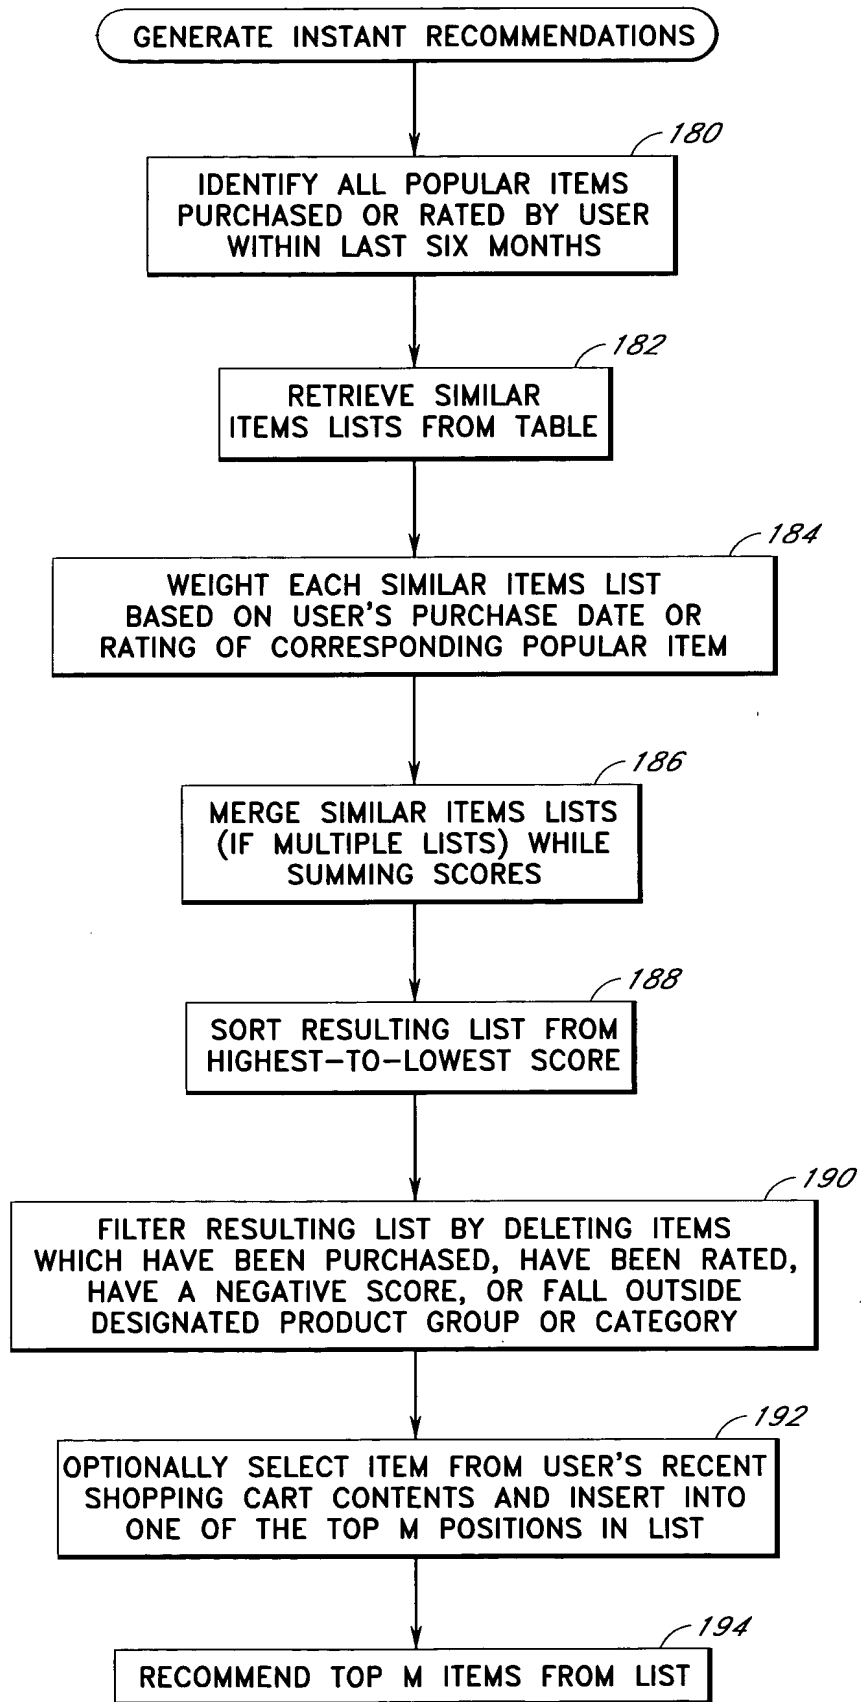 GENERATE INSTANT RECOMMENDATIONS
180
IDENTIFY ALL POPULAR ITEMS
PURCHASED OR RATED BY USER
WITHIN LAST SIX MONTHS
182
RETRIEVE SIMILAR
ITEMS LISTS FROM TABLE
184
WEIGHT EACH SIMILAR ITEMS LIST
BASED ON USER'S PURCHASE DATE OR
RATING OF CORRESPONDING POPULAR ITEM
186
MERGE SIMILAR ITEMS LISTS
(IF MULTIPLE LISTS) WHILE
SUMMING SCORES
188
SORT RESULTING LIST FROM
HIGHEST-TO-LOWEST SCORE
190
FILTER RESULTING LIST BY DELETING ITEMS
WHICH HAVE BEEN PURCHASED, HAVE BEEN RATED,
HAVE A NEGATIVE SCORE, OR FALL OUTSIDE
DESIGNATED PRODUCT GROUP OR CATEGORY
192
OPTIONALLY SELECT ITEM FROM USER'S RECENT
SHOPPING CART CONTENTS AND INSERT INTO
ONE OF THE TOP M POSITIONS IN LIST
194
RECOMMEND TOP M ITEMS FROM LIST